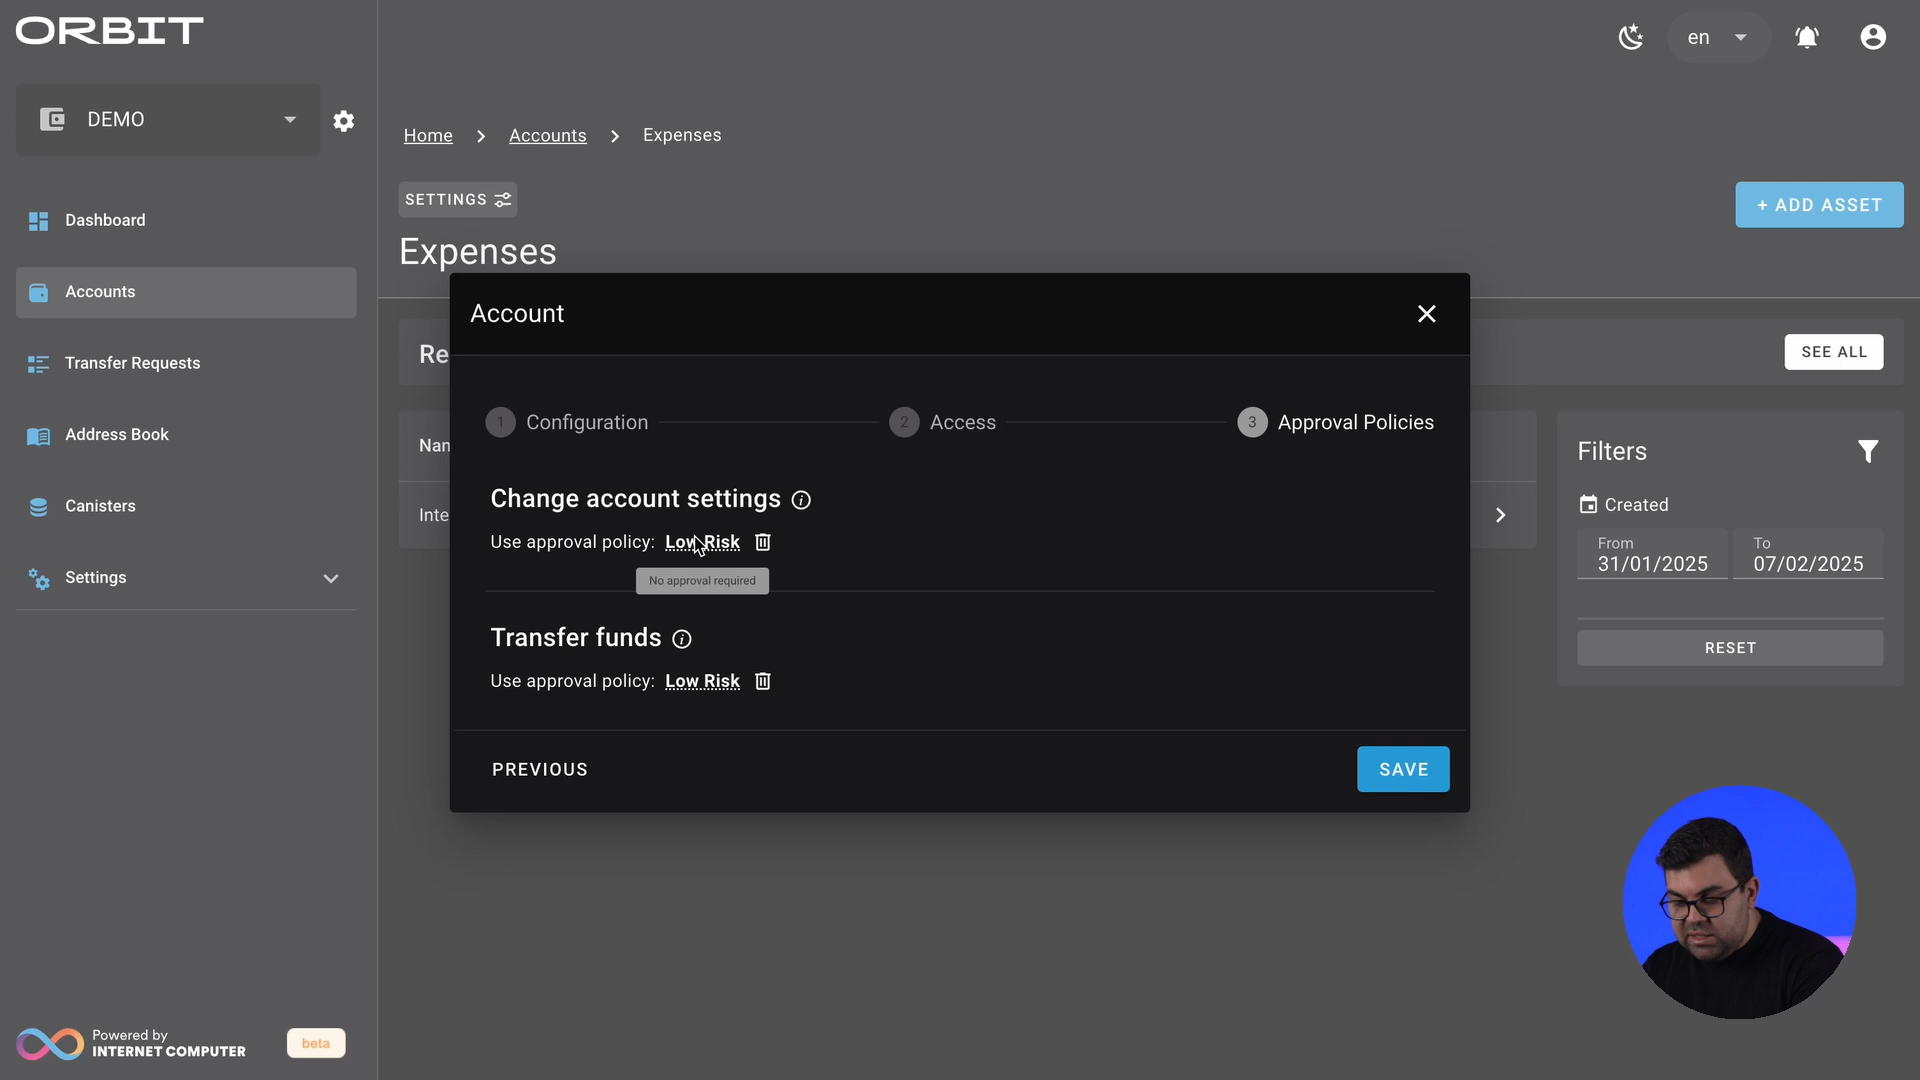 ORBIT
en
DEMO
Home
Accounts
Expenses
SETTINGS
+ ADD ASSET
Dashboard
Expenses
Accounts
Account
Re
SEE ALL
Transfer Requests
1 Configuration
2 Access
3 Approval Policies
Address Book
Nan
Filters
Change account settings
Canisters
Inte
Created
Use approval policy: Low Risk
From
31/01/2025
To
07/02/2025
No approval required
Settings
Transfer funds
RESET
Use approval policy: Low Risk
PREVIOUS
SAVE
Powered by
INTERNET COMPUTER
beta